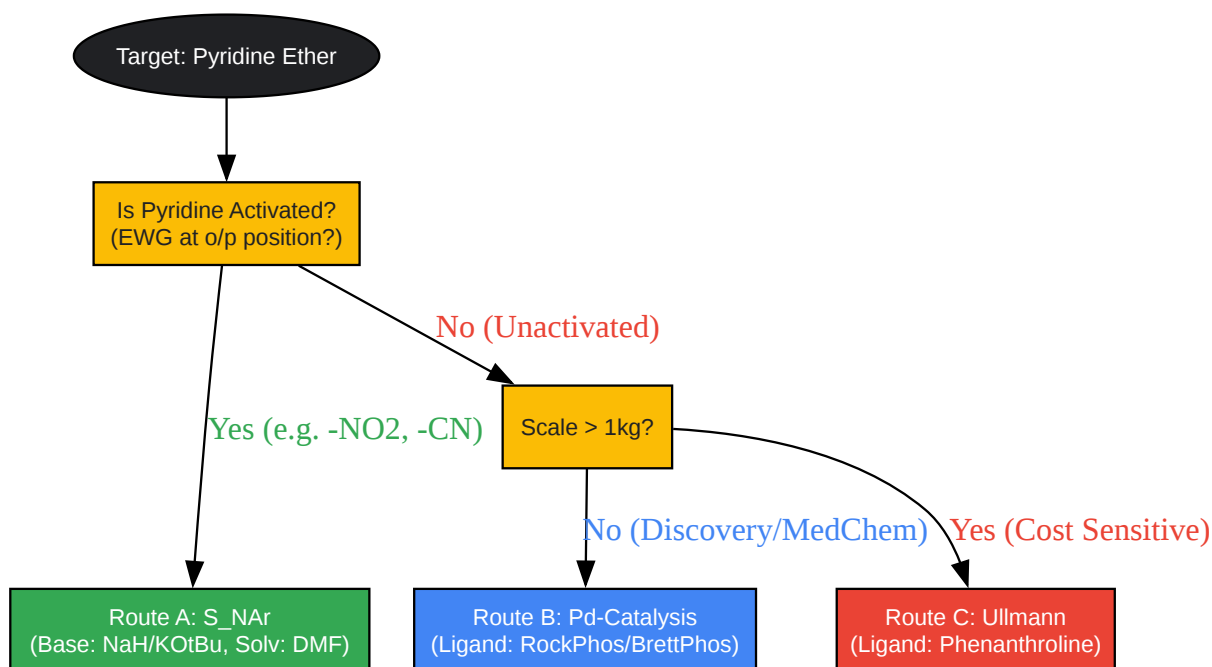 Target: Pyridine Ether
Is Pyridine Activated?
(EWG at o/p position?)
No (Unactivated)
Yes (e.g. -NO2, -CN)
Scale > 1kg?
No (Discovery/MedChem)
Yes (Cost Sensitive)
Route A: S_NAr
(Base: NaH/KOtBu, Solv: DMF)
Route B: Pd-Catalysis
(Ligand: RockPhos/BrettPhos)
Route C: Ullmann
(Ligand: Phenanthroline)